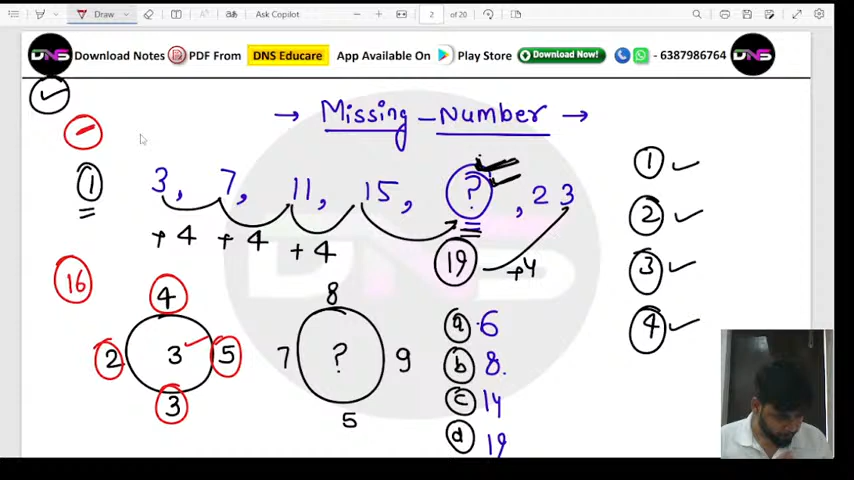 Draw
Ask Copilot
2 of 20
DNS Download Notes PDF From DNS Educare App Available On Play Store Download Now! - 6387986764 DNS
→ Missing-Number →
① 3, 7, 11, 15, ?, 23
+4 +4 +4 19 +4
16
4
2 3 5
3
8
7 ? 9
5
ⓐ 6
ⓑ 8.
ⓒ 14
ⓓ 19
①
②
③
④